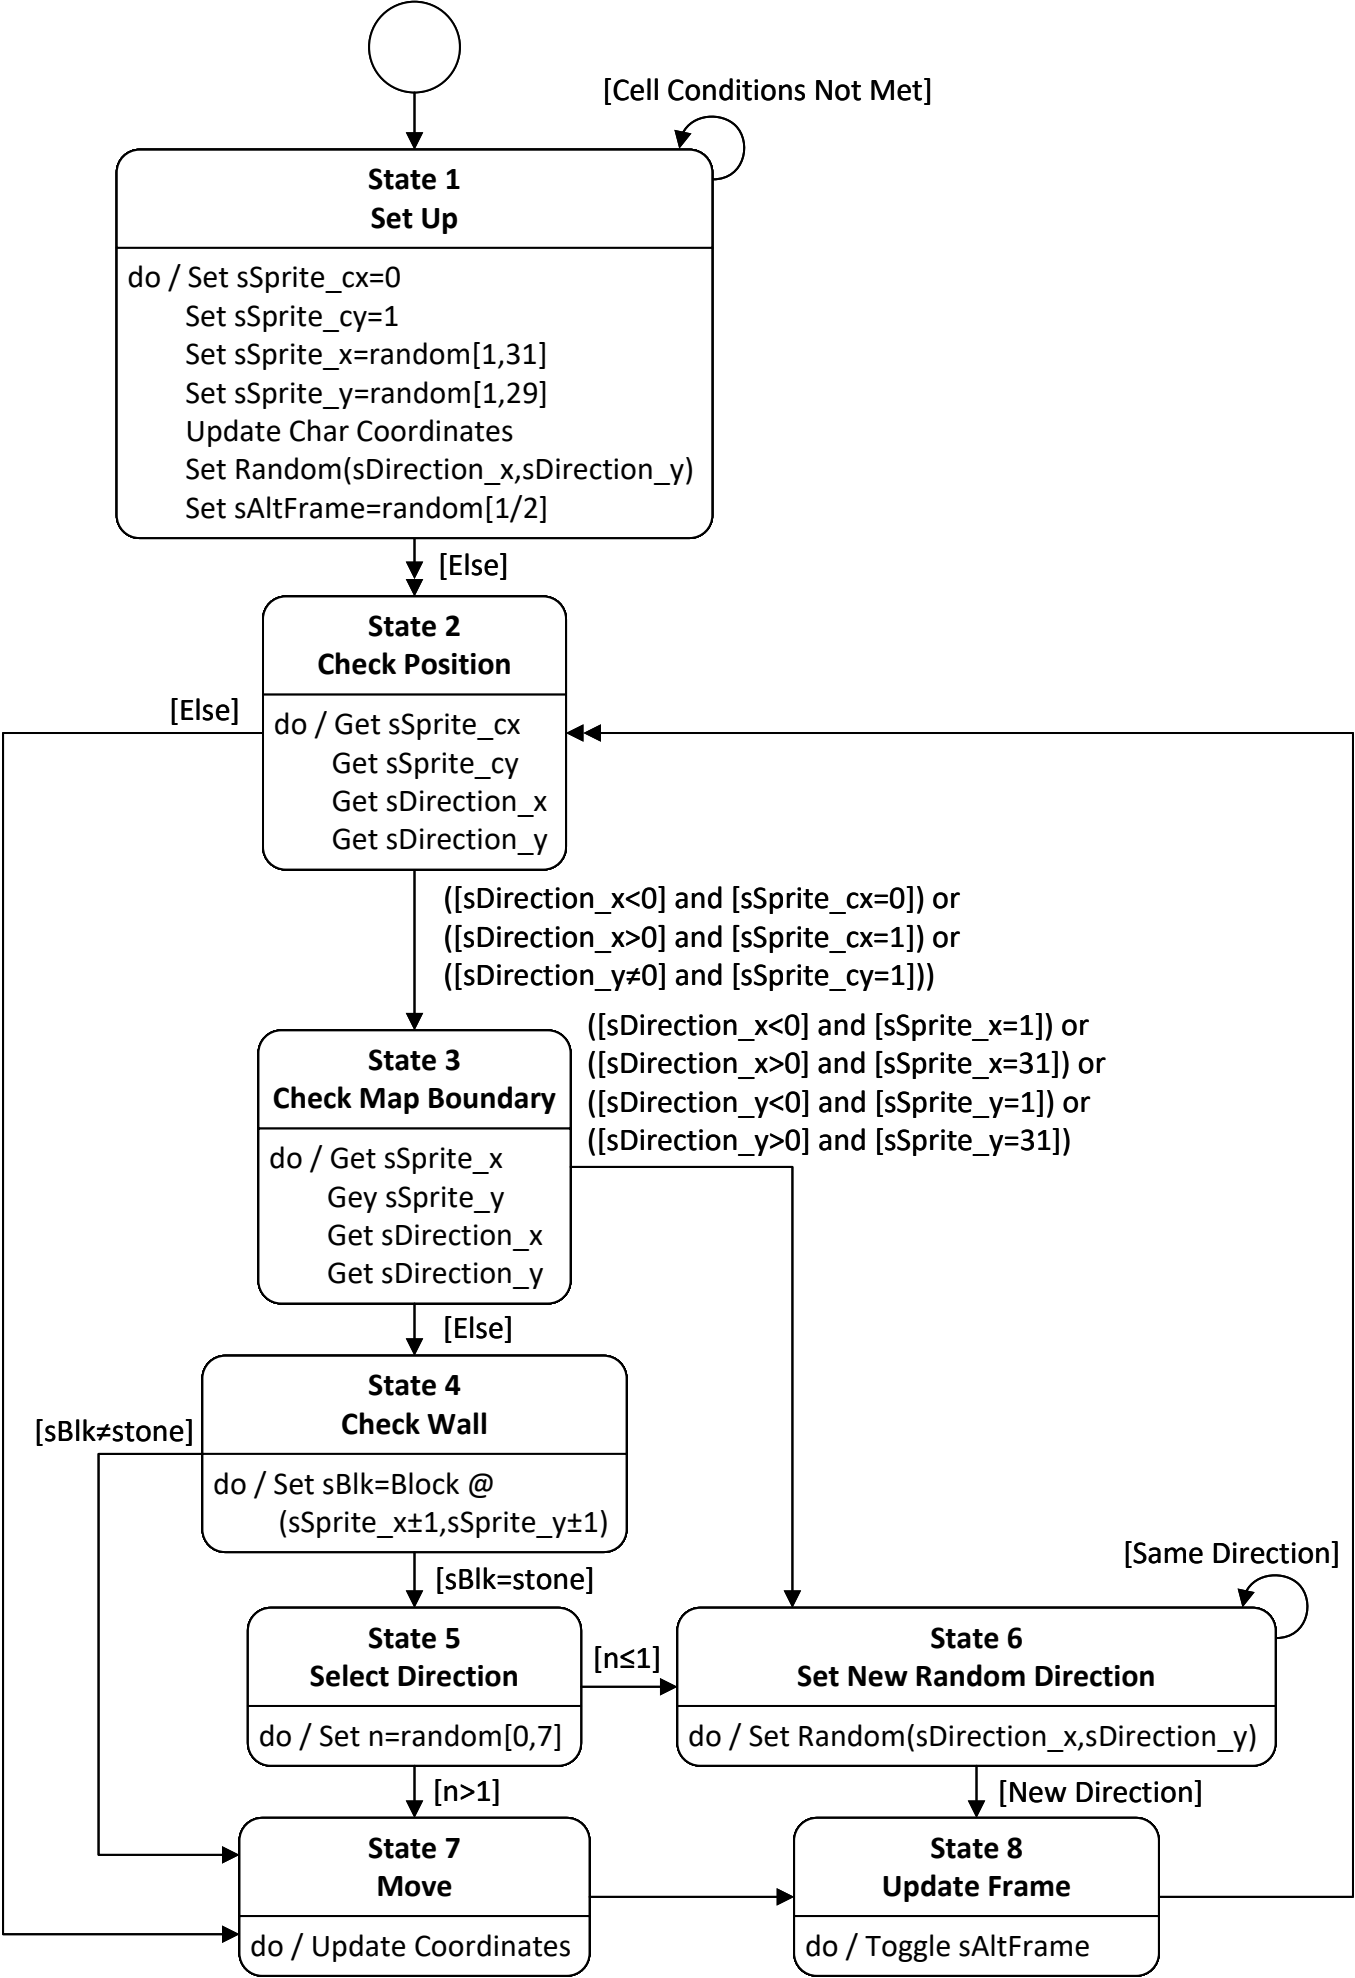 [Cell Conditions Not Met]
State 1
Set Up
do / Set sSprite_cx=0
Set sSprite_cy=1
Set sSprite_x=random[1,31]
Set sSprite_y=random[1,29]
Update Char Coordinates
Set Random(sDirection_x,sDirection_y)
Set sAltFrame=random[1/2]
[Else]
State 2
Check Position
[Else]
do / Get sSprite_cx
Get sSprite_cy
Get sDirection_x
Get sDirection_y
([sDirection_x<0] and [sSprite_cx=0]) or
([sDirection_x>0] and [sSprite_cx=1]) or
([sDirection_y≠0] and [sSprite_cy=1]))
([sDirection_x<0] and [sSprite_x=1]) or
([sDirection_x>0] and [sSprite_x=31]) or
([sDirection_y<0] and [sSprite_y=1]) or
([sDirection_y>0] and [sSprite_y=31])
State 3
Check Map Boundary
do / Get sSprite_x
Gey sSprite_y
Get sDirection_x
Get sDirection_y
[Else]
State 4
Check Wall
[sBlk≠stone]
do / Set sBlk=Block @
(sSprite_x±1,sSprite_y±1)
[sBlk=stone]
[Same Direction]
State 5
Select Direction
do / Set n=random[0,7]
[n≤1]
State 6
Set New Random Direction
do / Set Random(sDirection_x,sDirection_y)
[n>1]
[New Direction]
State 7
Move
do / Update Coordinates
State 8
Update Frame
do / Toggle sAltFrame